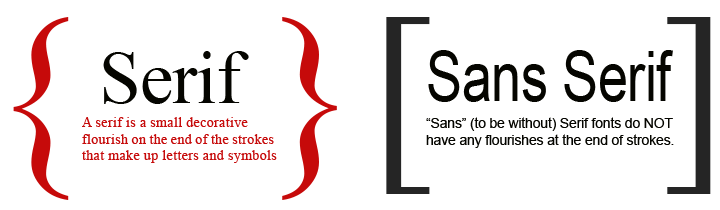 Serif
A serif is a small decorative
flourish on the end of the strokes
that make up letters and symbols
Sans Serif
“Sans” (to be without) Serif fonts do NOT
have any flourishes at the end of strokes.